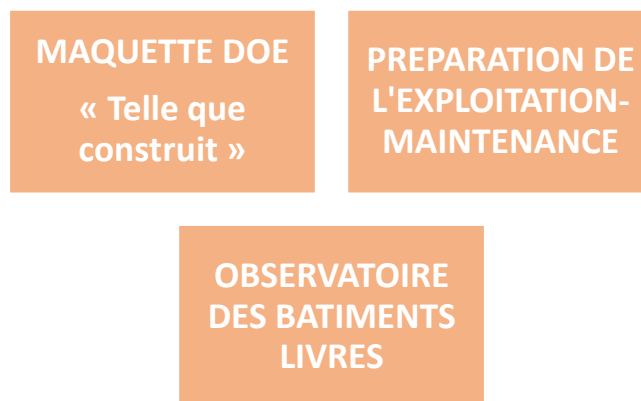 MAQUETTE DOE
« Telle que
construit »
PREPARATION DE
L'EXPLOITATION-
MAINTENANCE
OBSERVATOIRE
DES BATIMENTS
LIVRES